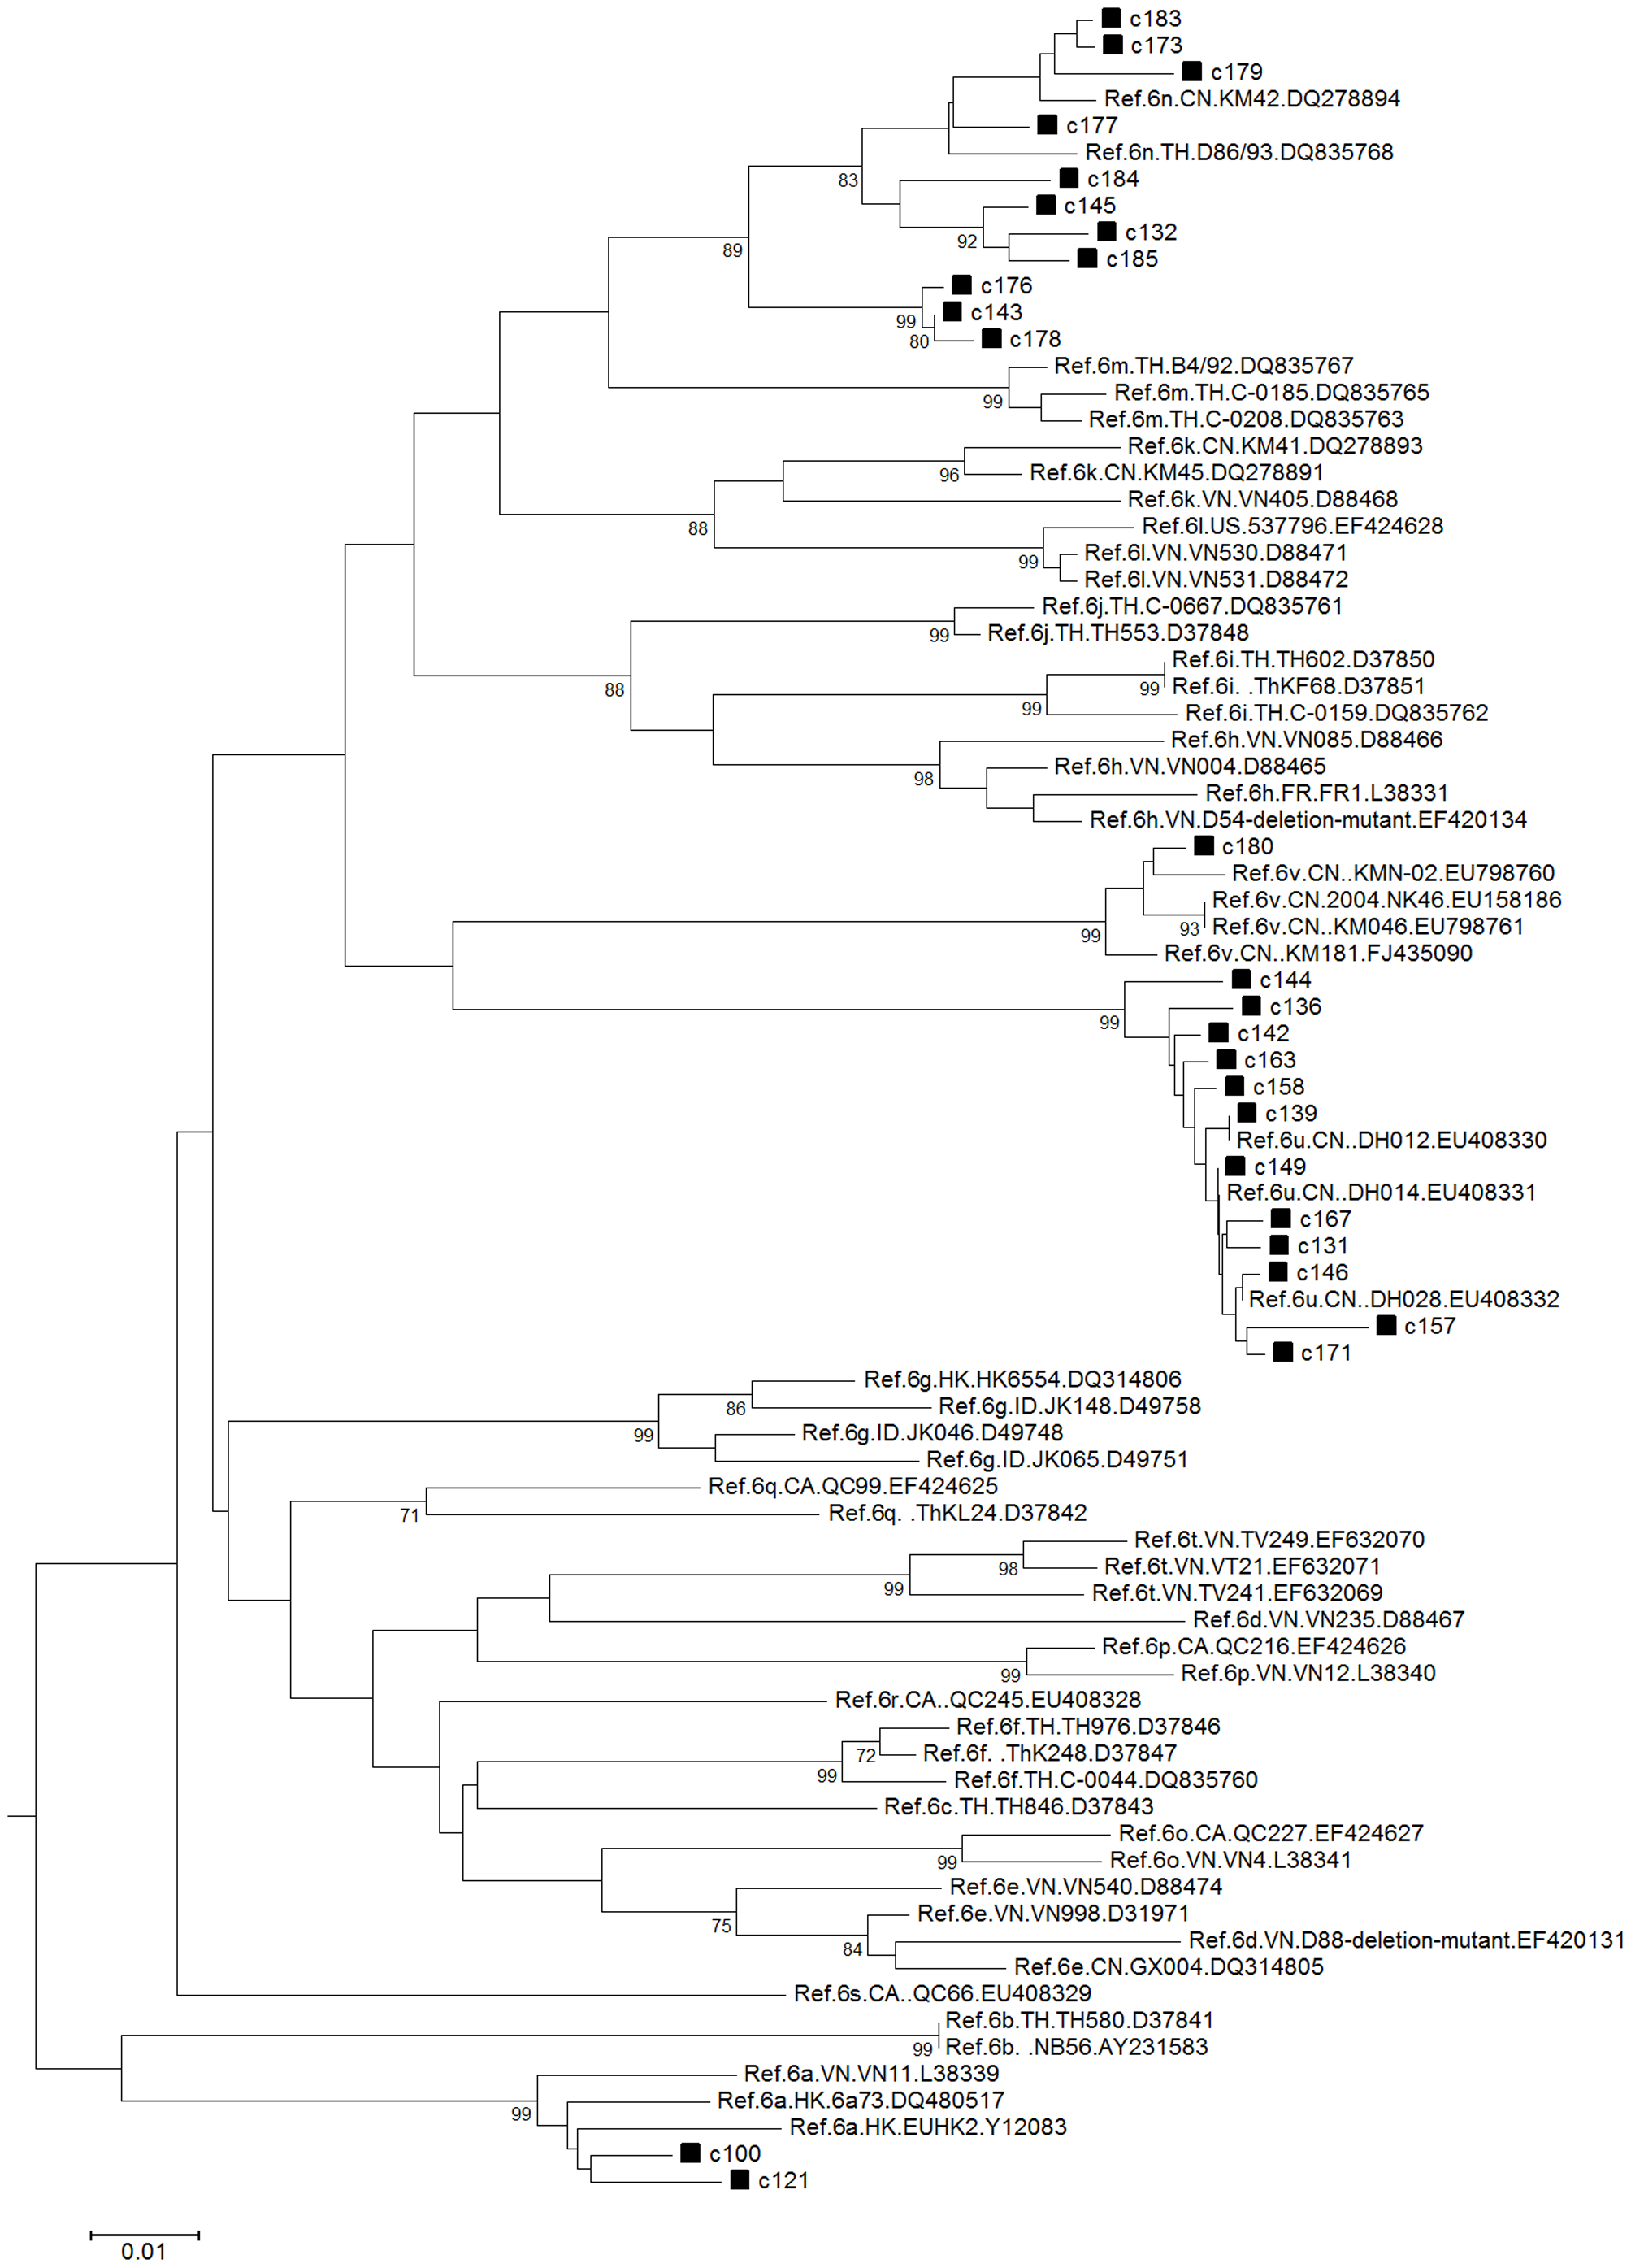 c183
c173
c179
Ref.6n.CN.KM42.DQ278894
c177
Ref.6n.TH.D86/93.DQ835768
83
c184
c145
92
c132
89
c185
c176
c143
99
80
c178
Ref.6m.TH.B4/92.DQ835767
Ref.6m.TH.C-0185.DQ835765
99
Ref.6m.TH.C-0208.DQ835763
Ref.6k.CN.KM41.DQ278893
96
Ref.6k.CN.KM45.DQ278891
Ref.6k.VN.VN405.D88468
88
Ref.6l.US.537796.EF424628
Ref.6l.VN.VN530.D88471
99
Ref.6l.VN.VN531.D88472
Ref.6j.TH.C-0667.DQ835761
99
Ref.6j.TH.TH553.D37848
Ref.6i.TH.TH602.D37850
88
99
Ref.6i. .ThKF68.D37851
99
Ref.6i.TH.C-0159.DQ835762
Ref.6h.VN.VN085.D88466
Ref.6h.VN.VN004.D88465
98
Ref.6h.FR.FR1.L38331
Ref.6h.VN.D54-deletion-mutant.EF420134
c180
Ref.6v.CN..KMN-02.EU798760
Ref.6v.CN.2004.NK46.EU158186
93
Ref.6v.CN..KM046.EU798761
99
Ref.6v.CN..KM181.FJ435090
c144
c136
99
c142
c163
c158
c139
Ref.6u.CN..DH012.EU408330
c149
Ref.6u.CN..DH014.EU408331
c167
c131
c146
Ref.6u.CN..DH028.EU408332
c157
c171
Ref.6g.HK.HK6554.DQ314806
86
Ref.6g.ID.JK148.D49758
99
Ref.6g.ID.JK046.D49748
Ref.6g.ID.JK065.D49751
Ref.6q.CA.QC99.EF424625
71
Ref.6q. .ThKL24.D37842
Ref.6t.VN.TV249.EF632070
98
Ref.6t.VN.VT21.EF632071
99
Ref.6t.VN.TV241.EF632069
Ref.6d.VN.VN235.D88467
Ref.6p.CA.QC216.EF424626
99
Ref.6p.VN.VN12.L38340
Ref.6r.CA..QC245.EU408328
Ref.6f.TH.TH976.D37846
72
Ref.6f. .ThK248.D37847
99
Ref.6f.TH.C-0044.DQ835760
Ref.6c.TH.TH846.D37843
Ref.6o.CA.QC227.EF424627
99
Ref.6o.VN.VN4.L38341
Ref.6e.VN.VN540.D88474
75
Ref.6e.VN.VN998.D31971
84
Ref.6d.VN.D88-deletion-mutant.EF420131
Ref.6e.CN.GX004.DQ314805
Ref.6s.CA..QC66.EU408329
Ref.6b.TH.TH580.D37841
99
Ref.6b. .NB56.AY231583
Ref.6a.VN.VN11.L38339
99
Ref.6a.HK.6a73.DQ480517
Ref.6a.HK.EUHK2.Y12083
c100
c121
0.01